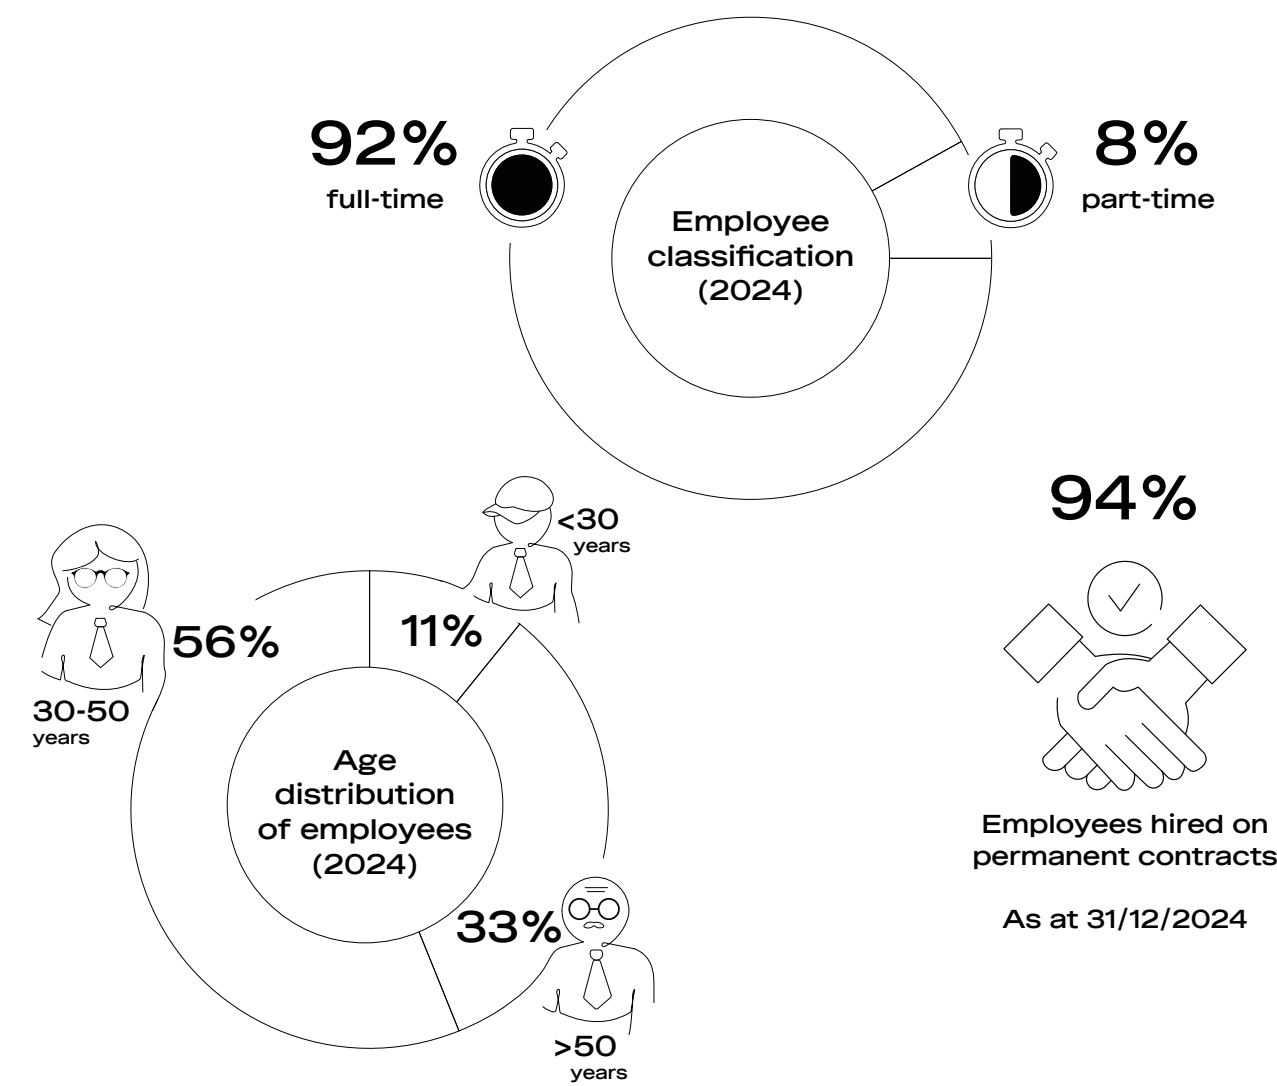 92%
full-time
8%
part-time
Employee
classification
(2024)
94%
Employees hired on
permanent contracts
As at 31/12/2024
<30
years
11%
56%
30-50
years
Age
distribution
of employees
(2024)
33%
>50
years